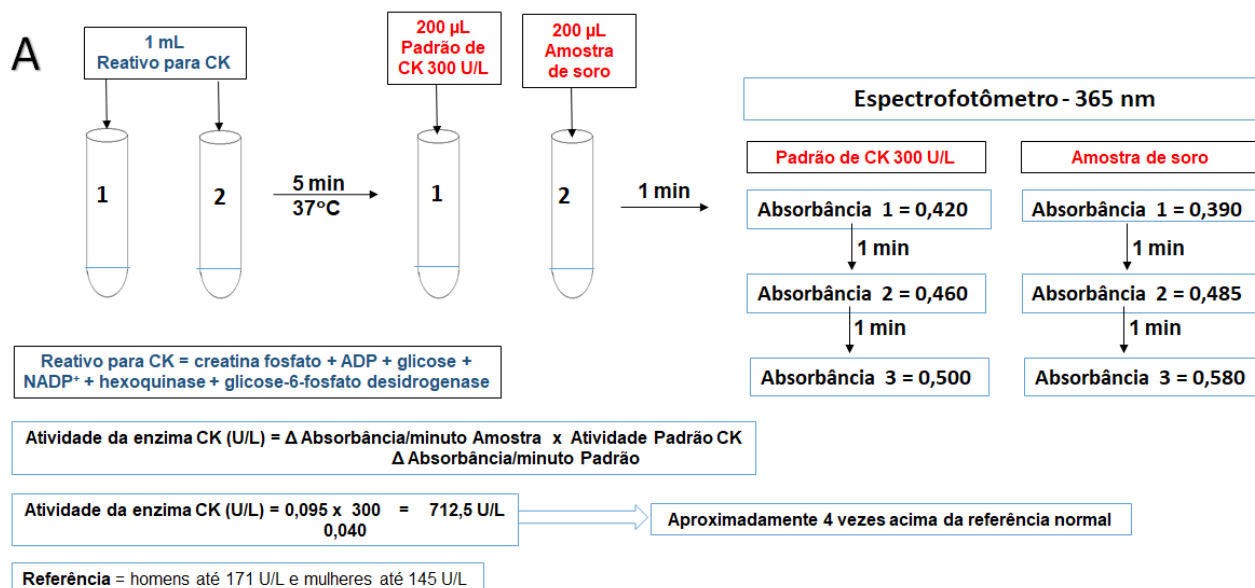 A
1 mL
Reativo para CK
200 µL
Padrão de
CK 300 U/L
200 µL
Amostra
de soro
1
2
5 min
37°C
1
2
1 min
Espectrofotômetro - 365 nm
Padrão de CK 300 U/L
Amostra de soro
Absorbância 1 = 0,420
Absorbância 1 = 0,390
1 min
1 min
Absorbância 2 = 0,460
Absorbância 2 = 0,485
1 min
1 min
Absorbância 3 = 0,500
Absorbância 3 = 0,580
Reativo para CK = creatina fosfato + ADP + glicose +
NADP⁺ + hexoquinase + glicose-6-fosfato desidrogenase
Atividade da enzima CK (U/L) = Δ Absorbância/minuto Amostra x Atividade Padrão CK
Δ Absorbância/minuto Padrão
Atividade da enzima CK (U/L) = 0,095 x 300 = 712,5 U/L
0,040
Aproximadamente 4 vezes acima da referência normal
Referência = homens até 171 U/L e mulheres até 145 U/L